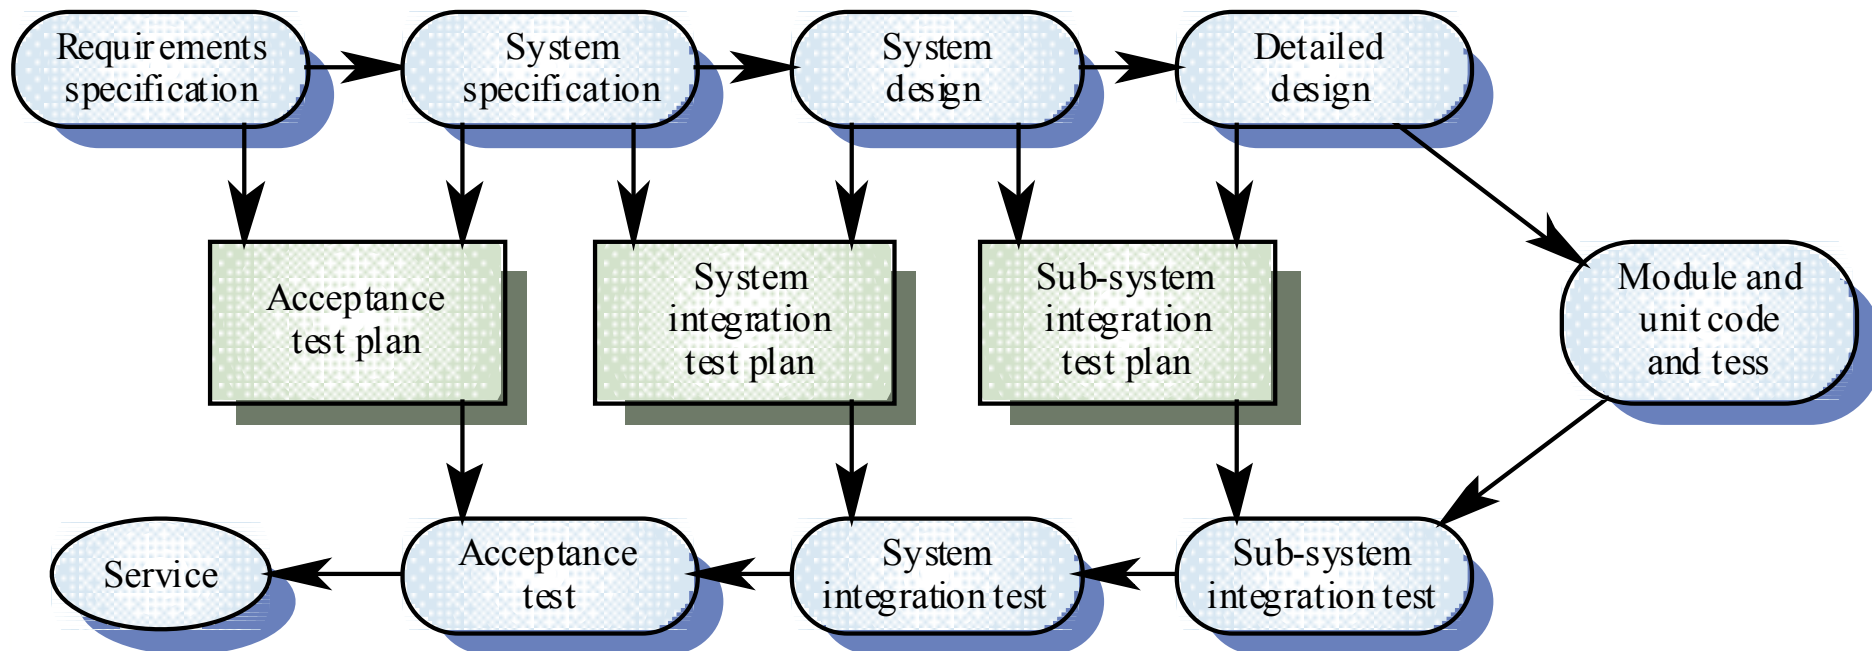 Requirements
specification
System
specification
System
design
Detailed
design
Acceptance
test plan
System
integration
test plan
Sub-system
integration
test plan
Module and
unit code
and tess
Service
Acceptance
test
System
integration test
Sub-system
integration test